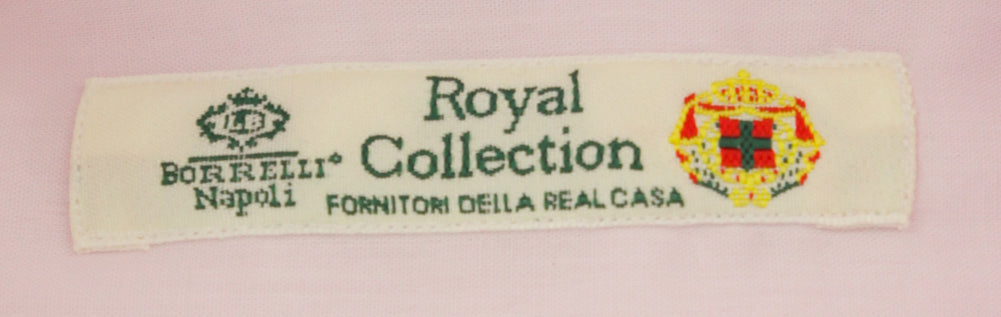 LB
BORRELLI
Napoli
Royal
Collection
FORNITORI DELLA REAL CASA